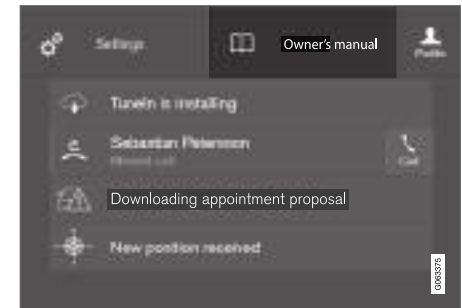 Settings
Owner's manual
Profile
TuneIn is installing
Sebastian Petersson
Missed call
Call
Downloading appointment proposal
New position received
G063375